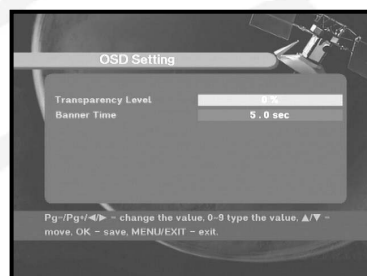 OSD Setting
Transparency Level 0 %
Banner Time 5 . 0 sec
Pg-/Pg+/◄/► - change the value, 0-9 type the value, ▲/▼ -
move, OK - save, MENU/EXIT - exit.